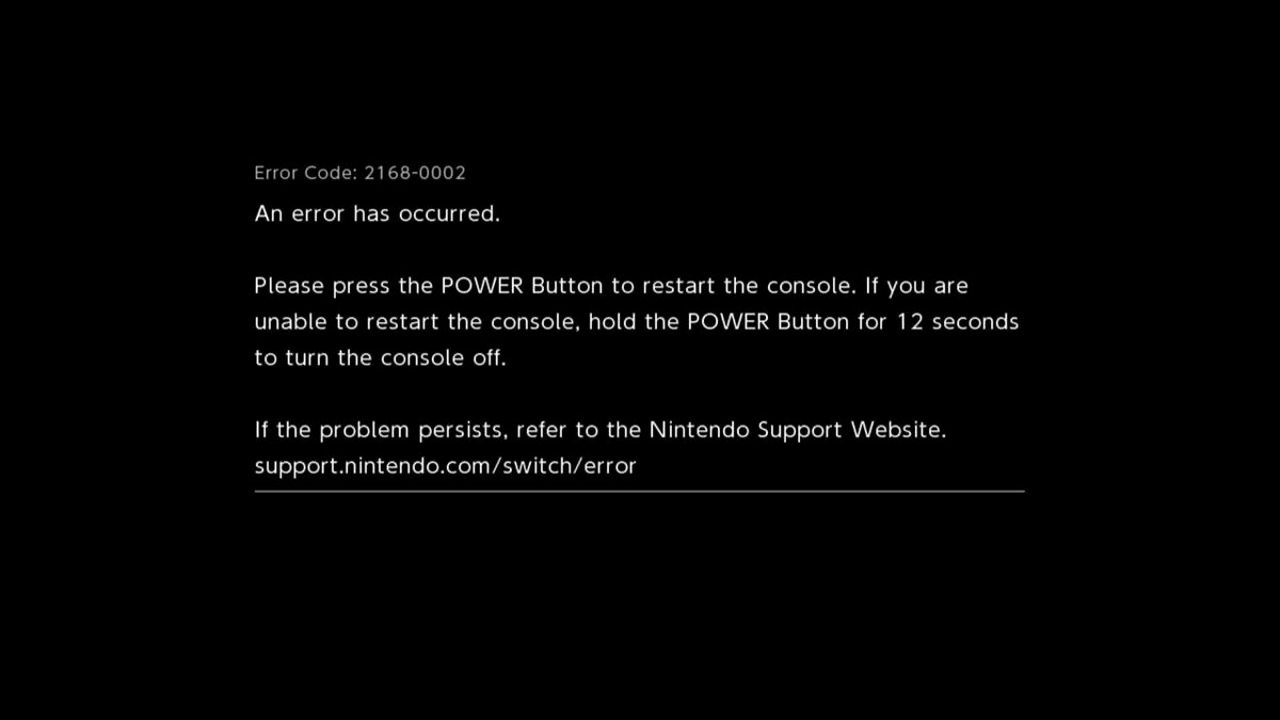 Error Code: 2168-0002
An error has occurred.
Please press the POWER Button to restart the console. If you are
unable to restart the console, hold the POWER Button for 12 seconds
to turn the console off.
If the problem persists, refer to the Nintendo Support Website.
support.nintendo.com/switch/error